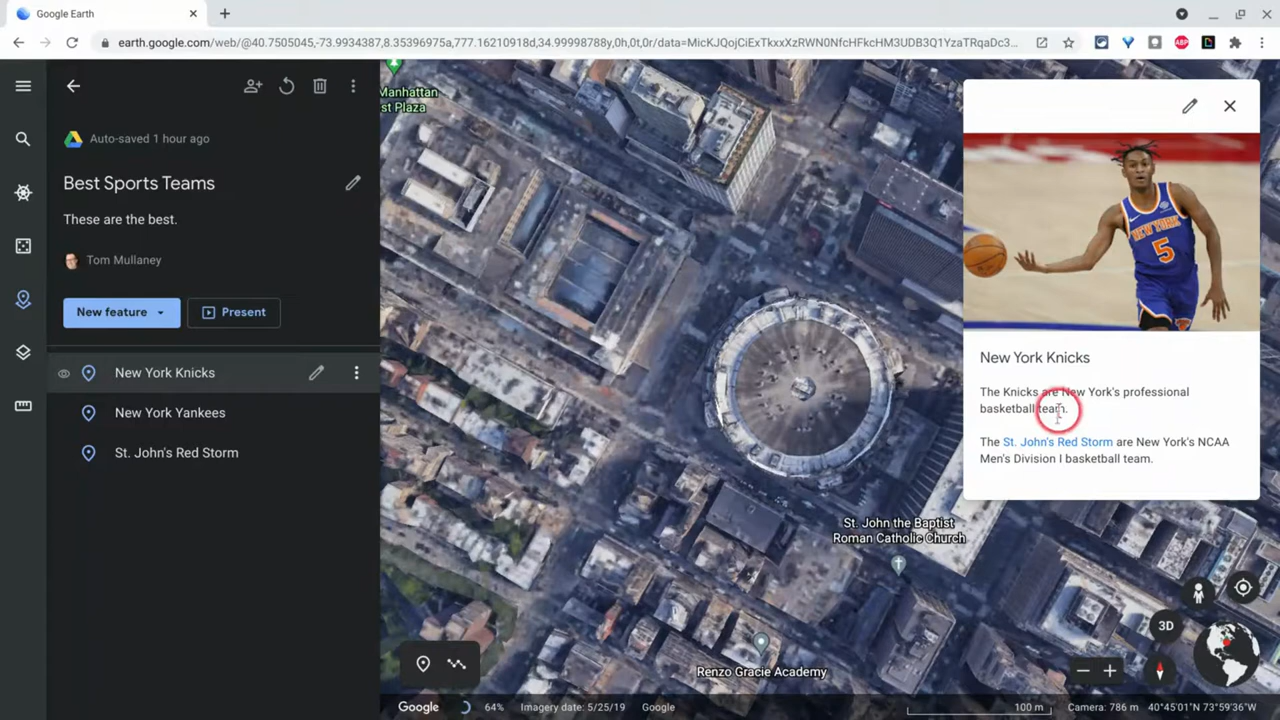 Google Earth
earth.google.com/web/@40.7505045,-73.9934387,8.35396075a,777.16210218d,34.99998788y,0h,0t,0r/data=MicKJQojCiExTkxxXzRWN0NfcHFkcHM3UDB3Q1YzaTRqaDc3...
ABP
Auto-saved 1 hour ago
Best Sports Teams
These are the best.
Tom Mullaney
New feature
Present
New York Knicks
New York Yankees
St. John's Red Storm
Manhattan
st Plaza
St. John the Baptist
Roman Catholic Church
Renzo Gracie Academy
NEW YORK
5
New York Knicks
The Knicks are New York's professional
basketball team.
The St. John's Red Storm are New York's NCAA
Men's Division I basketball team.
3D
Google
64%
Imagery date: 5/25/19
Google
100 m
Camera: 786 m
40°45'01"N 73°59'36"W